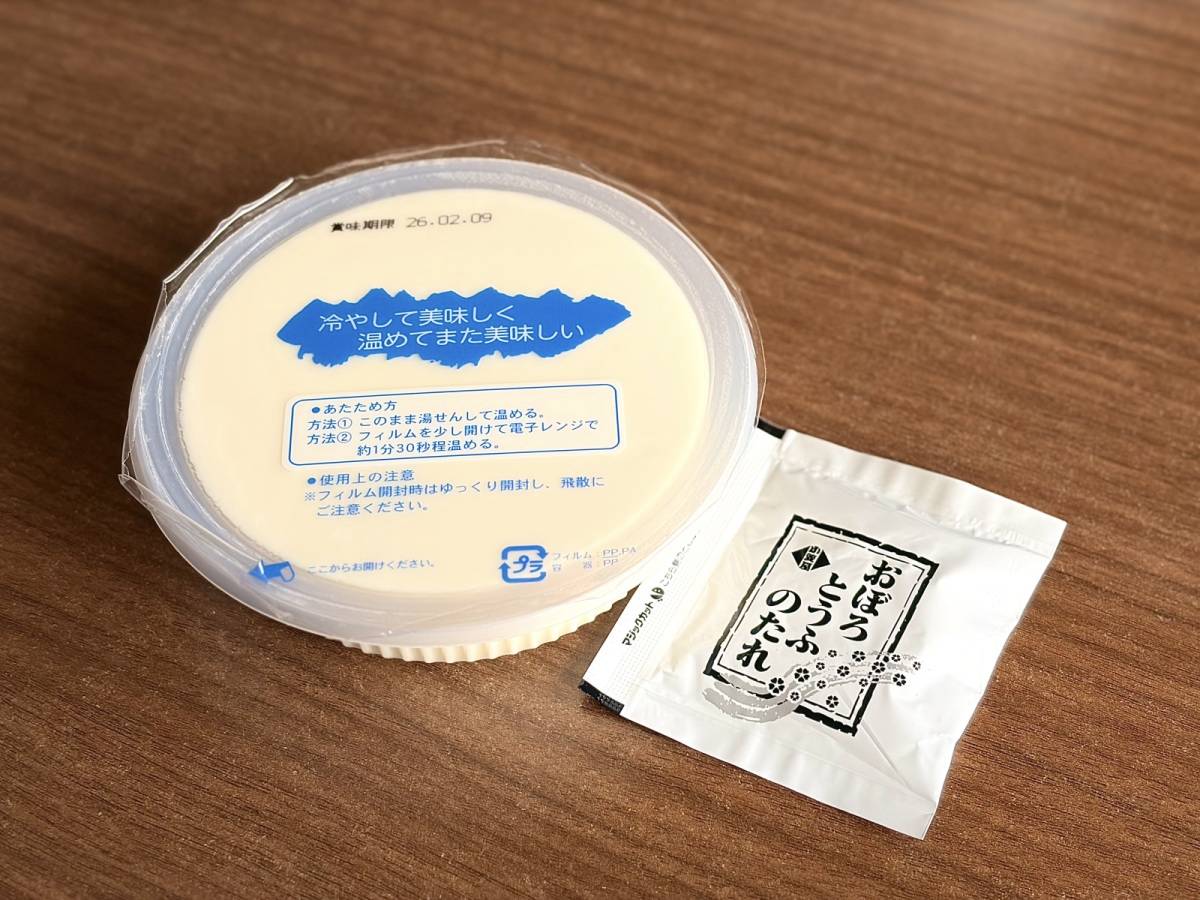 賞味期限 26.02.09
冷やして美味しく
温めてまた美味しい
●あたため方
方法① このまま湯せんして温める。
方法② フィルムを少し開けて電子レンジで
約1分30秒程温める。
●使用上の注意
※フィルム開封時はゆっくり開封し、飛散に
ご注意ください。
ここからお開けください。
プラ
フィルム：PP,PA
容　器：PP
おぼろ
とうふ
のたれ
マジックカット